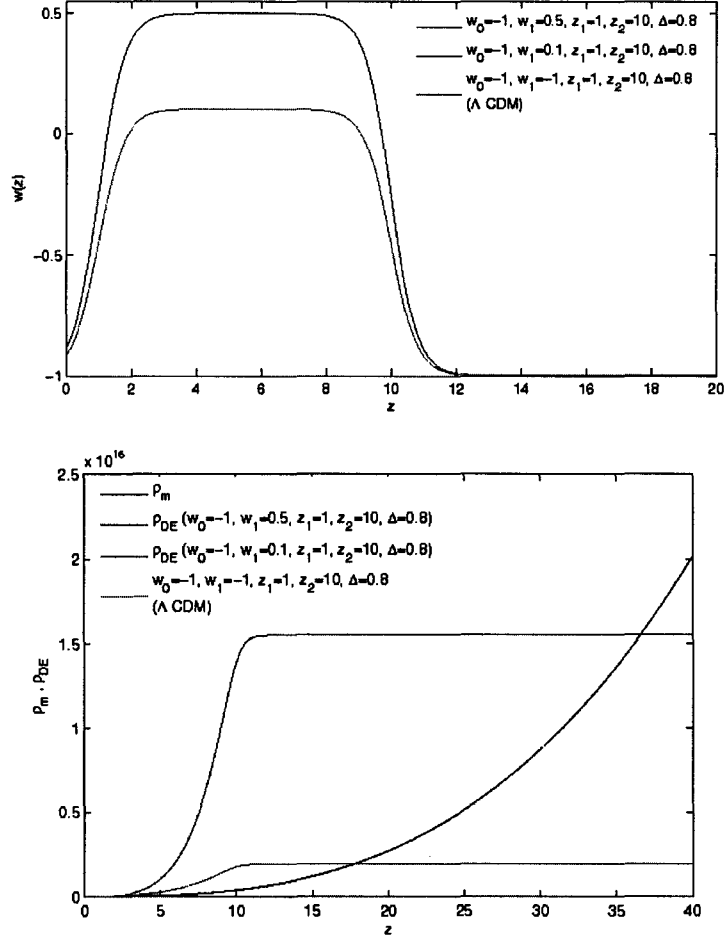 0.5
0
−0.5
−1
w(z)
w₀=−1, w₁=0.5, z₁=1, z₂=10, Δ=0.8
w₀=−1, w₁=0.1, z₁=1, z₂=10, Δ=0.8
w₀=−1, w₁=−1, z₁=1, z₂=10, Δ=0.8
(Λ CDM)
0 2 4 6 8 10 12 14 16 18 20
z
x 10¹⁶
2.5
2
1.5
1
0.5
0
ρₘ , ρ_DE
ρₘ
ρ_DE (w₀=−1, w₁=0.5, z₁=1, z₂=10, Δ=0.8)
ρ_DE (w₀=−1, w₁=0.1, z₁=1, z₂=10, Δ=0.8)
w₀=−1, w₁=−1, z₁=1, z₂=10, Δ=0.8
(Λ CDM)
0 5 10 15 20 25 30 35 40
z